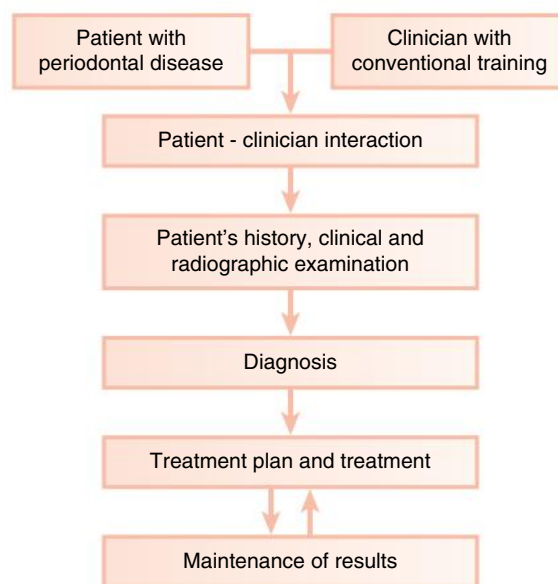 Patient with
periodontal disease
Clinician with
conventional training
Patient - clinician interaction
Patient's history, clinical and
radiographic examination
Diagnosis
Treatment plan and treatment
Maintenance of results